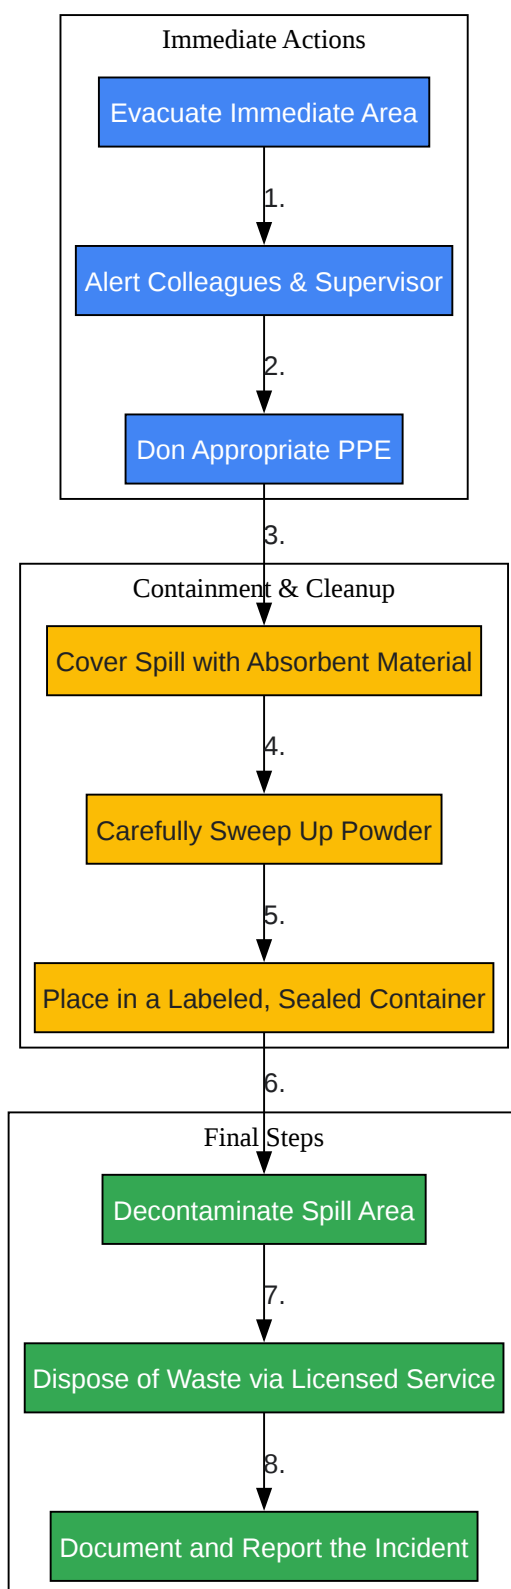 Immediate Actions
Evacuate Immediate Area
1.
Alert Colleagues & Supervisor
2.
Don Appropriate PPE
3.
Containment & Cleanup
Cover Spill with Absorbent Material
4.
Carefully Sweep Up Powder
5.
Place in a Labeled, Sealed Container
6.
Final Steps
Decontaminate Spill Area
7.
Dispose of Waste via Licensed Service
8.
Document and Report the Incident